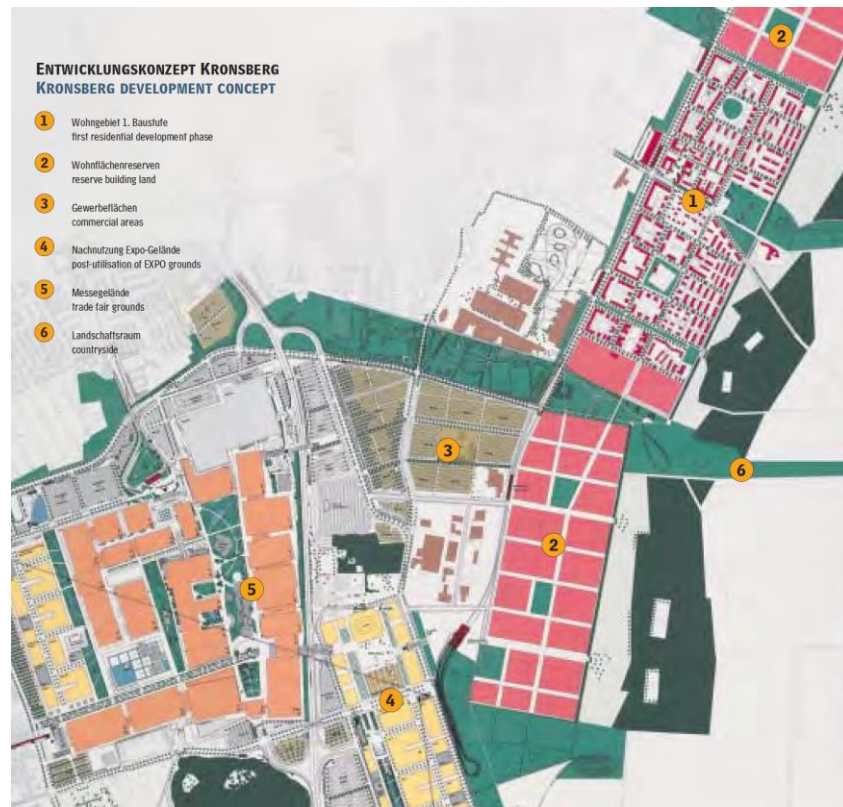 ENTWICKLUNGSKONZEPT KRONSBERG
KRONSBERG DEVELOPMENT CONCEPT
1 Wohngebiet 1. Baustufe
first residential development phase
2 Wohnflächenreserven
reserve building land
3 Gewerbeflächen
commercial areas
4 Nachnutzung Expo-Gelände
post-utilisation of EXPO grounds
5 Messegelände
trade fair grounds
6 Landschaftsraum
countryside
2
1
3
6
2
5
4